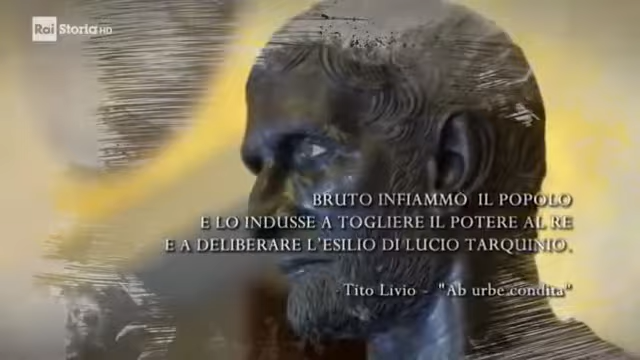 Rai Storia HD
BRUTO INFIAMMÒ IL POPOLO
E LO INDUSSE A TOGLIERE IL POTERE AL RE
E A DELIBERARE L'ESILIO DI LUCIO TARQUINIO.
Tito Livio - "Ab urbe condita"